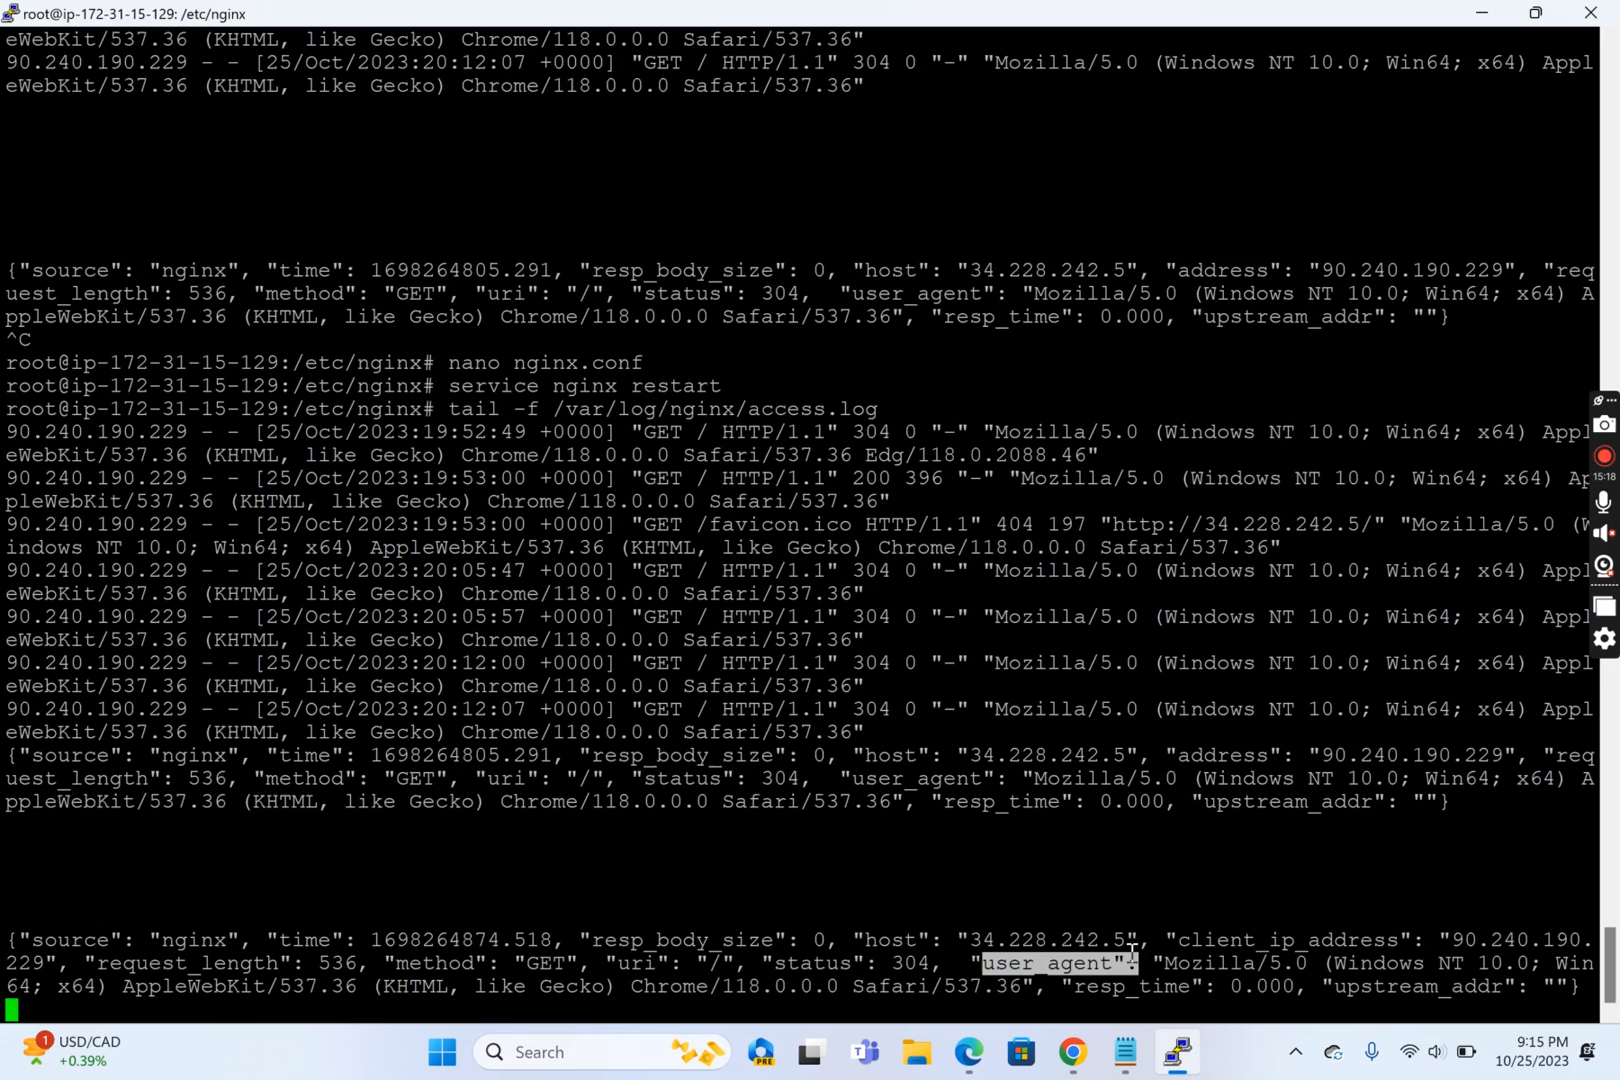 root@ip-172-31-15-129: /etc/nginx
eWebKit/537.36 (KHTML, like Gecko) Chrome/118.0.0.0 Safari/537.36"
90.240.190.229 - - [25/Oct/2023:20:12:07 +0000] "GET / HTTP/1.1" 304 0 "-" "Mozilla/5.0 (Windows NT 10.0; Win64; x64) Appl
eWebKit/537.36 (KHTML, like Gecko) Chrome/118.0.0.0 Safari/537.36"
{"source": "nginx", "time": 1698264805.291, "resp_body_size": 0, "host": "34.228.242.5", "address": "90.240.190.229", "req
uest_length": 536, "method": "GET", "uri": "/", "status": 304,  "user_agent": "Mozilla/5.0 (Windows NT 10.0; Win64; x64) A
ppleWebKit/537.36 (KHTML, like Gecko) Chrome/118.0.0.0 Safari/537.36", "resp_time": 0.000, "upstream_addr": ""}
^C
root@ip-172-31-15-129:/etc/nginx# nano nginx.conf
root@ip-172-31-15-129:/etc/nginx# service nginx restart
root@ip-172-31-15-129:/etc/nginx# tail -f /var/log/nginx/access.log
90.240.190.229 - - [25/Oct/2023:19:52:49 +0000] "GET / HTTP/1.1" 304 0 "-" "Mozilla/5.0 (Windows NT 10.0; Win64; x64) Appl
eWebKit/537.36 (KHTML, like Gecko) Chrome/118.0.0.0 Safari/537.36 Edg/118.0.2088.46"
90.240.190.229 - - [25/Oct/2023:19:53:00 +0000] "GET / HTTP/1.1" 200 396 "-" "Mozilla/5.0 (Windows NT 10.0; Win64; x64) Ap
pleWebKit/537.36 (KHTML, like Gecko) Chrome/118.0.0.0 Safari/537.36"
90.240.190.229 - - [25/Oct/2023:19:53:00 +0000] "GET /favicon.ico HTTP/1.1" 404 197 "http://34.228.242.5/" "Mozilla/5.0 (W
indows NT 10.0; Win64; x64) AppleWebKit/537.36 (KHTML, like Gecko) Chrome/118.0.0.0 Safari/537.36"
90.240.190.229 - - [25/Oct/2023:20:05:47 +0000] "GET / HTTP/1.1" 304 0 "-" "Mozilla/5.0 (Windows NT 10.0; Win64; x64) Appl
eWebKit/537.36 (KHTML, like Gecko) Chrome/118.0.0.0 Safari/537.36"
90.240.190.229 - - [25/Oct/2023:20:05:57 +0000] "GET / HTTP/1.1" 304 0 "-" "Mozilla/5.0 (Windows NT 10.0; Win64; x64) Appl
eWebKit/537.36 (KHTML, like Gecko) Chrome/118.0.0.0 Safari/537.36"
90.240.190.229 - - [25/Oct/2023:20:12:00 +0000] "GET / HTTP/1.1" 304 0 "-" "Mozilla/5.0 (Windows NT 10.0; Win64; x64) Appl
eWebKit/537.36 (KHTML, like Gecko) Chrome/118.0.0.0 Safari/537.36"
90.240.190.229 - - [25/Oct/2023:20:12:07 +0000] "GET / HTTP/1.1" 304 0 "-" "Mozilla/5.0 (Windows NT 10.0; Win64; x64) Appl
eWebKit/537.36 (KHTML, like Gecko) Chrome/118.0.0.0 Safari/537.36"
{"source": "nginx", "time": 1698264805.291, "resp_body_size": 0, "host": "34.228.242.5", "address": "90.240.190.229", "req
uest_length": 536, "method": "GET", "uri": "/", "status": 304,  "user_agent": "Mozilla/5.0 (Windows NT 10.0; Win64; x64) A
ppleWebKit/537.36 (KHTML, like Gecko) Chrome/118.0.0.0 Safari/537.36", "resp_time": 0.000, "upstream_addr": ""}
{"source": "nginx", "time": 1698264874.518, "resp_body_size": 0, "host": "34.228.242.5", "client_ip_address": "90.240.190.
229", "request_length": 536, "method": "GET", "uri": "/", "status": 304,  "user_agent": "Mozilla/5.0 (Windows NT 10.0; Win
64; x64) AppleWebKit/537.36 (KHTML, like Gecko) Chrome/118.0.0.0 Safari/537.36", "resp_time": 0.000, "upstream_addr": ""}
15:18
1
USD/CAD
+0.39%
Search
PRE
9:15 PM
10/25/2023